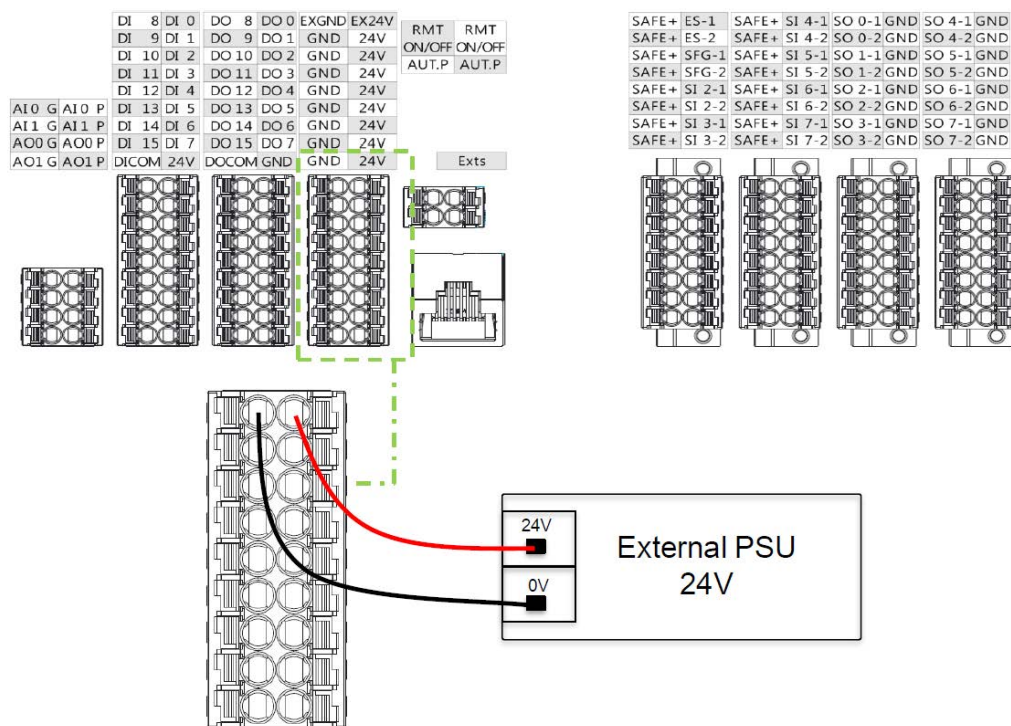 DI 8 DI 0 DO 8 DO 0 EXGND EX24V
DI 9 DI 1 DO 9 DO 1 GND 24V
DI 10 DI 2 DO 10 DO 2 GND 24V
DI 11 DI 3 DO 11 DO 3 GND 24V
DI 12 DI 4 DO 12 DO 4 GND 24V
AI0 G AI0 P DI 13 DI 5 DO 13 DO 5 GND 24V
AI1 G AI1 P DI 14 DI 6 DO 14 DO 6 GND 24V
AO0 G AO0 P DI 15 DI 7 DO 15 DO 7 GND 24V
AO1 G AO1 P DICOM 24V DOCOM GND GND 24V
RMT RMT
ON/OFF ON/OFF
AUT.P AUT.P
Exts
SAFE+ ES-1 SAFE+ SI 4-1 SO 0-1 GND SO 4-1 GND
SAFE+ ES-2 SAFE+ SI 4-2 SO 0-2 GND SO 4-2 GND
SAFE+ SFG-1 SAFE+ SI 5-1 SO 1-1 GND SO 5-1 GND
SAFE+ SFG-2 SAFE+ SI 5-2 SO 1-2 GND SO 5-2 GND
SAFE+ SI 2-1 SAFE+ SI 6-1 SO 2-1 GND SO 6-1 GND
SAFE+ SI 2-2 SAFE+ SI 6-2 SO 2-2 GND SO 6-2 GND
SAFE+ SI 3-1 SAFE+ SI 7-1 SO 3-1 GND SO 7-1 GND
SAFE+ SI 3-2 SAFE+ SI 7-2 SO 3-2 GND SO 7-2 GND
24V
0V
External PSU
24V